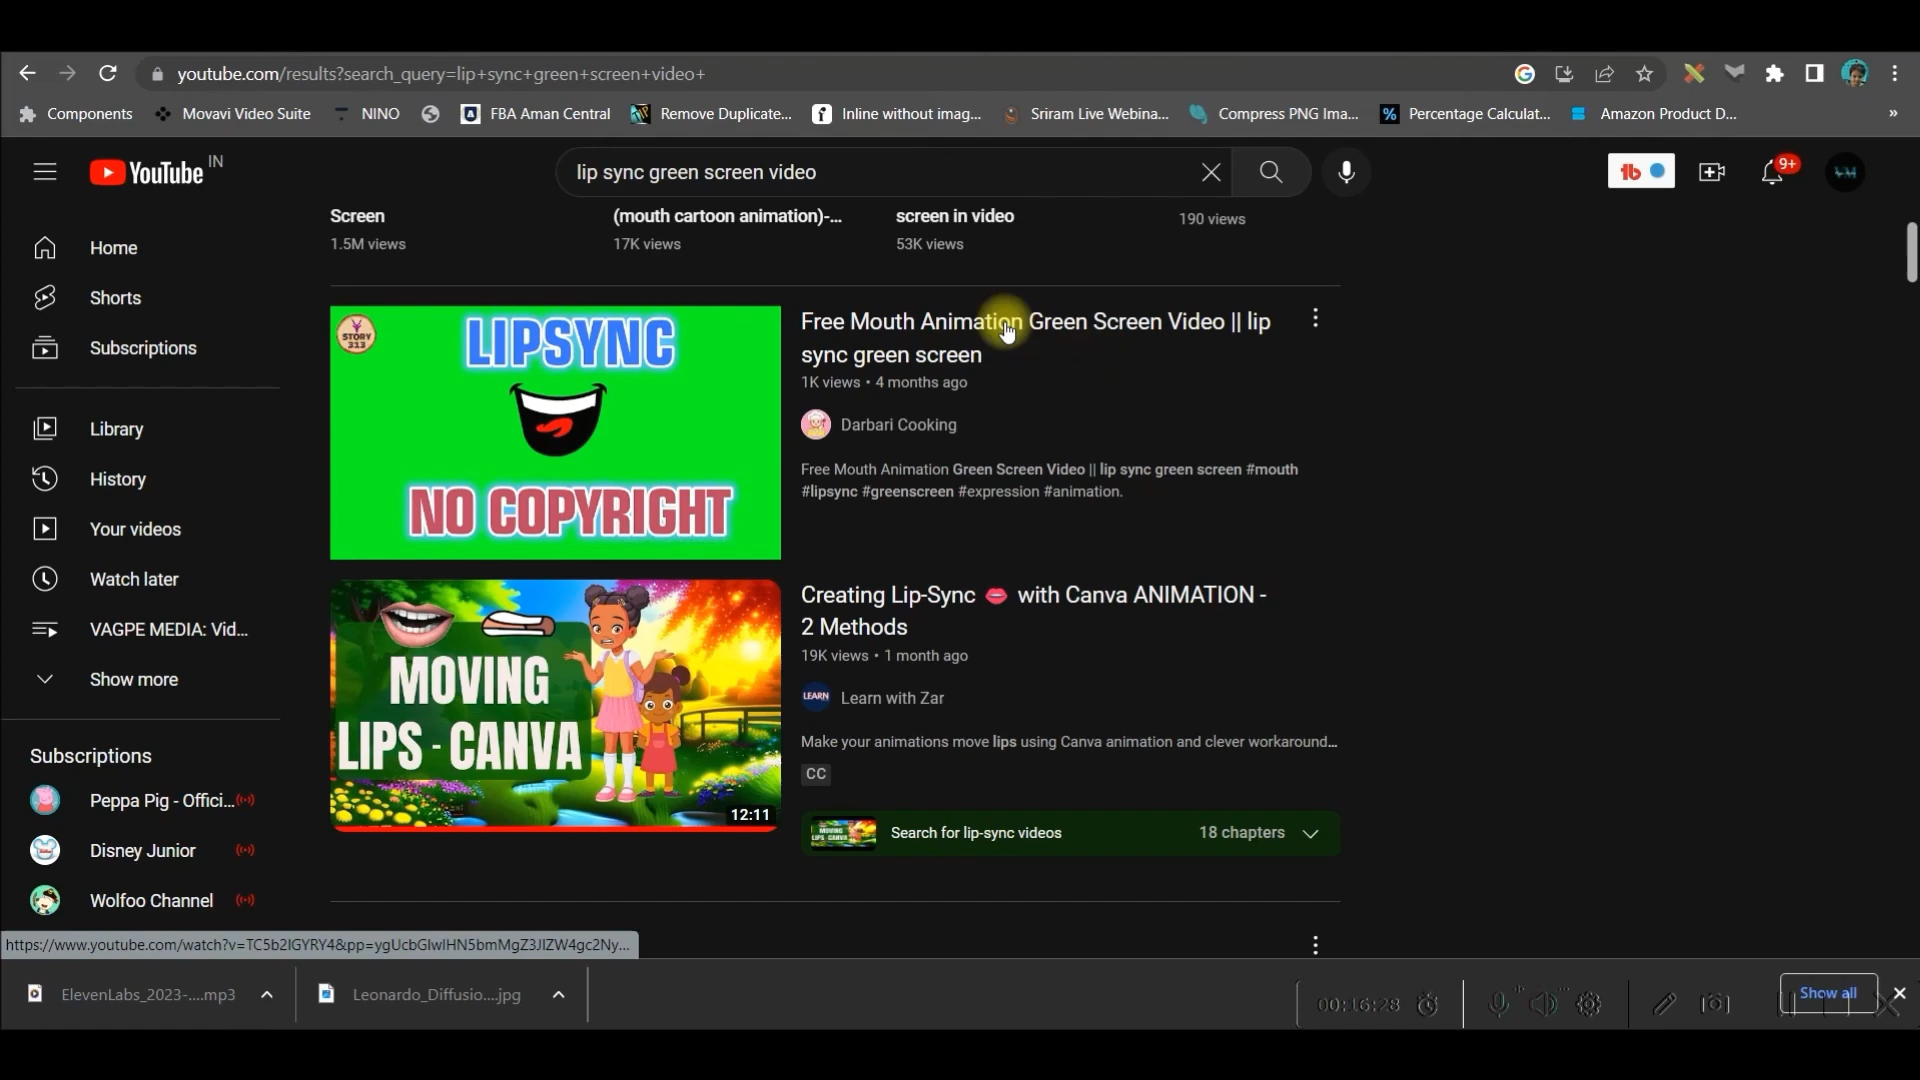 youtube.com/results?search_query=lip+sync+green+screen+video+
Components
Movavi Video Suite
NINO
FBA Aman Central
Remove Duplicate...
Inline without imag...
Sriram Live Webina...
Compress PNG Ima...
Percentage Calculat...
Amazon Product D...
»
YouTube IN
lip sync green screen video
tb
9+
Home
Shorts
Subscriptions
Library
History
Your videos
Watch later
VAGPE MEDIA: Vid...
Show more
Subscriptions
Peppa Pig - Offici...
Disney Junior
Wolfoo Channel
Screen
1.5M views
(mouth cartoon animation)-...
17K views
screen in video
53K views
190 views
STORY
313
LIPSYNC
NO COPYRIGHT
Free Mouth Animation Green Screen Video || lip
sync green screen
1K views • 4 months ago
Darbari Cooking
Free Mouth Animation Green Screen Video || lip sync green screen #mouth
#lipsync #greenscreen #expression #animation.
MOVING
LIPS - CANVA
12:11
Creating Lip-Sync 👄 with Canva ANIMATION -
2 Methods
19K views • 1 month ago
LEARN
Learn with Zar
Make your animations move lips using Canva animation and clever workaround...
CC
MOVING
LIPS - CANVA
Search for lip-sync videos
18 chapters
https://www.youtube.com/watch?v=TC5b2IGYRY4&pp=ygUcbGlwIHN5bmMgZ3JlZW4gc2Ny...
ElevenLabs_2023-....mp3
Leonardo_Diffusio....jpg
00:16:28
Show all